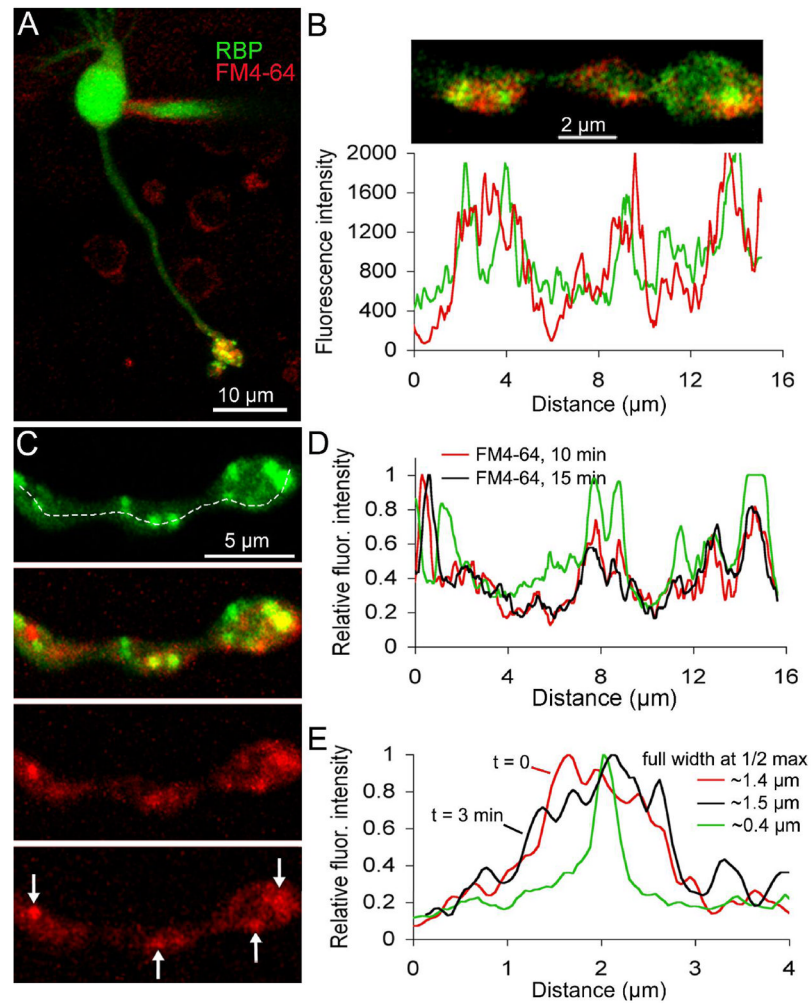 A
RBP
FM4-64
10 µm
B
2 µm
2000
1600
1200
800
400
0
Fluorescence intensity
0 4 8 12 16
Distance (µm)
C
5 µm
D
FM4-64, 10 min
FM4-64, 15 min
1
0.8
0.6
0.4
0.2
0
Relative fluor. intensity
0 4 8 12 16
Distance (µm)
E
full width at 1/2 max
t = 0
~1.4 µm
~1.5 µm
t = 3 min
~0.4 µm
1
0.8
0.6
0.4
0.2
0
Relative fluor. intensity
0 1 2 3 4
Distance (µm)